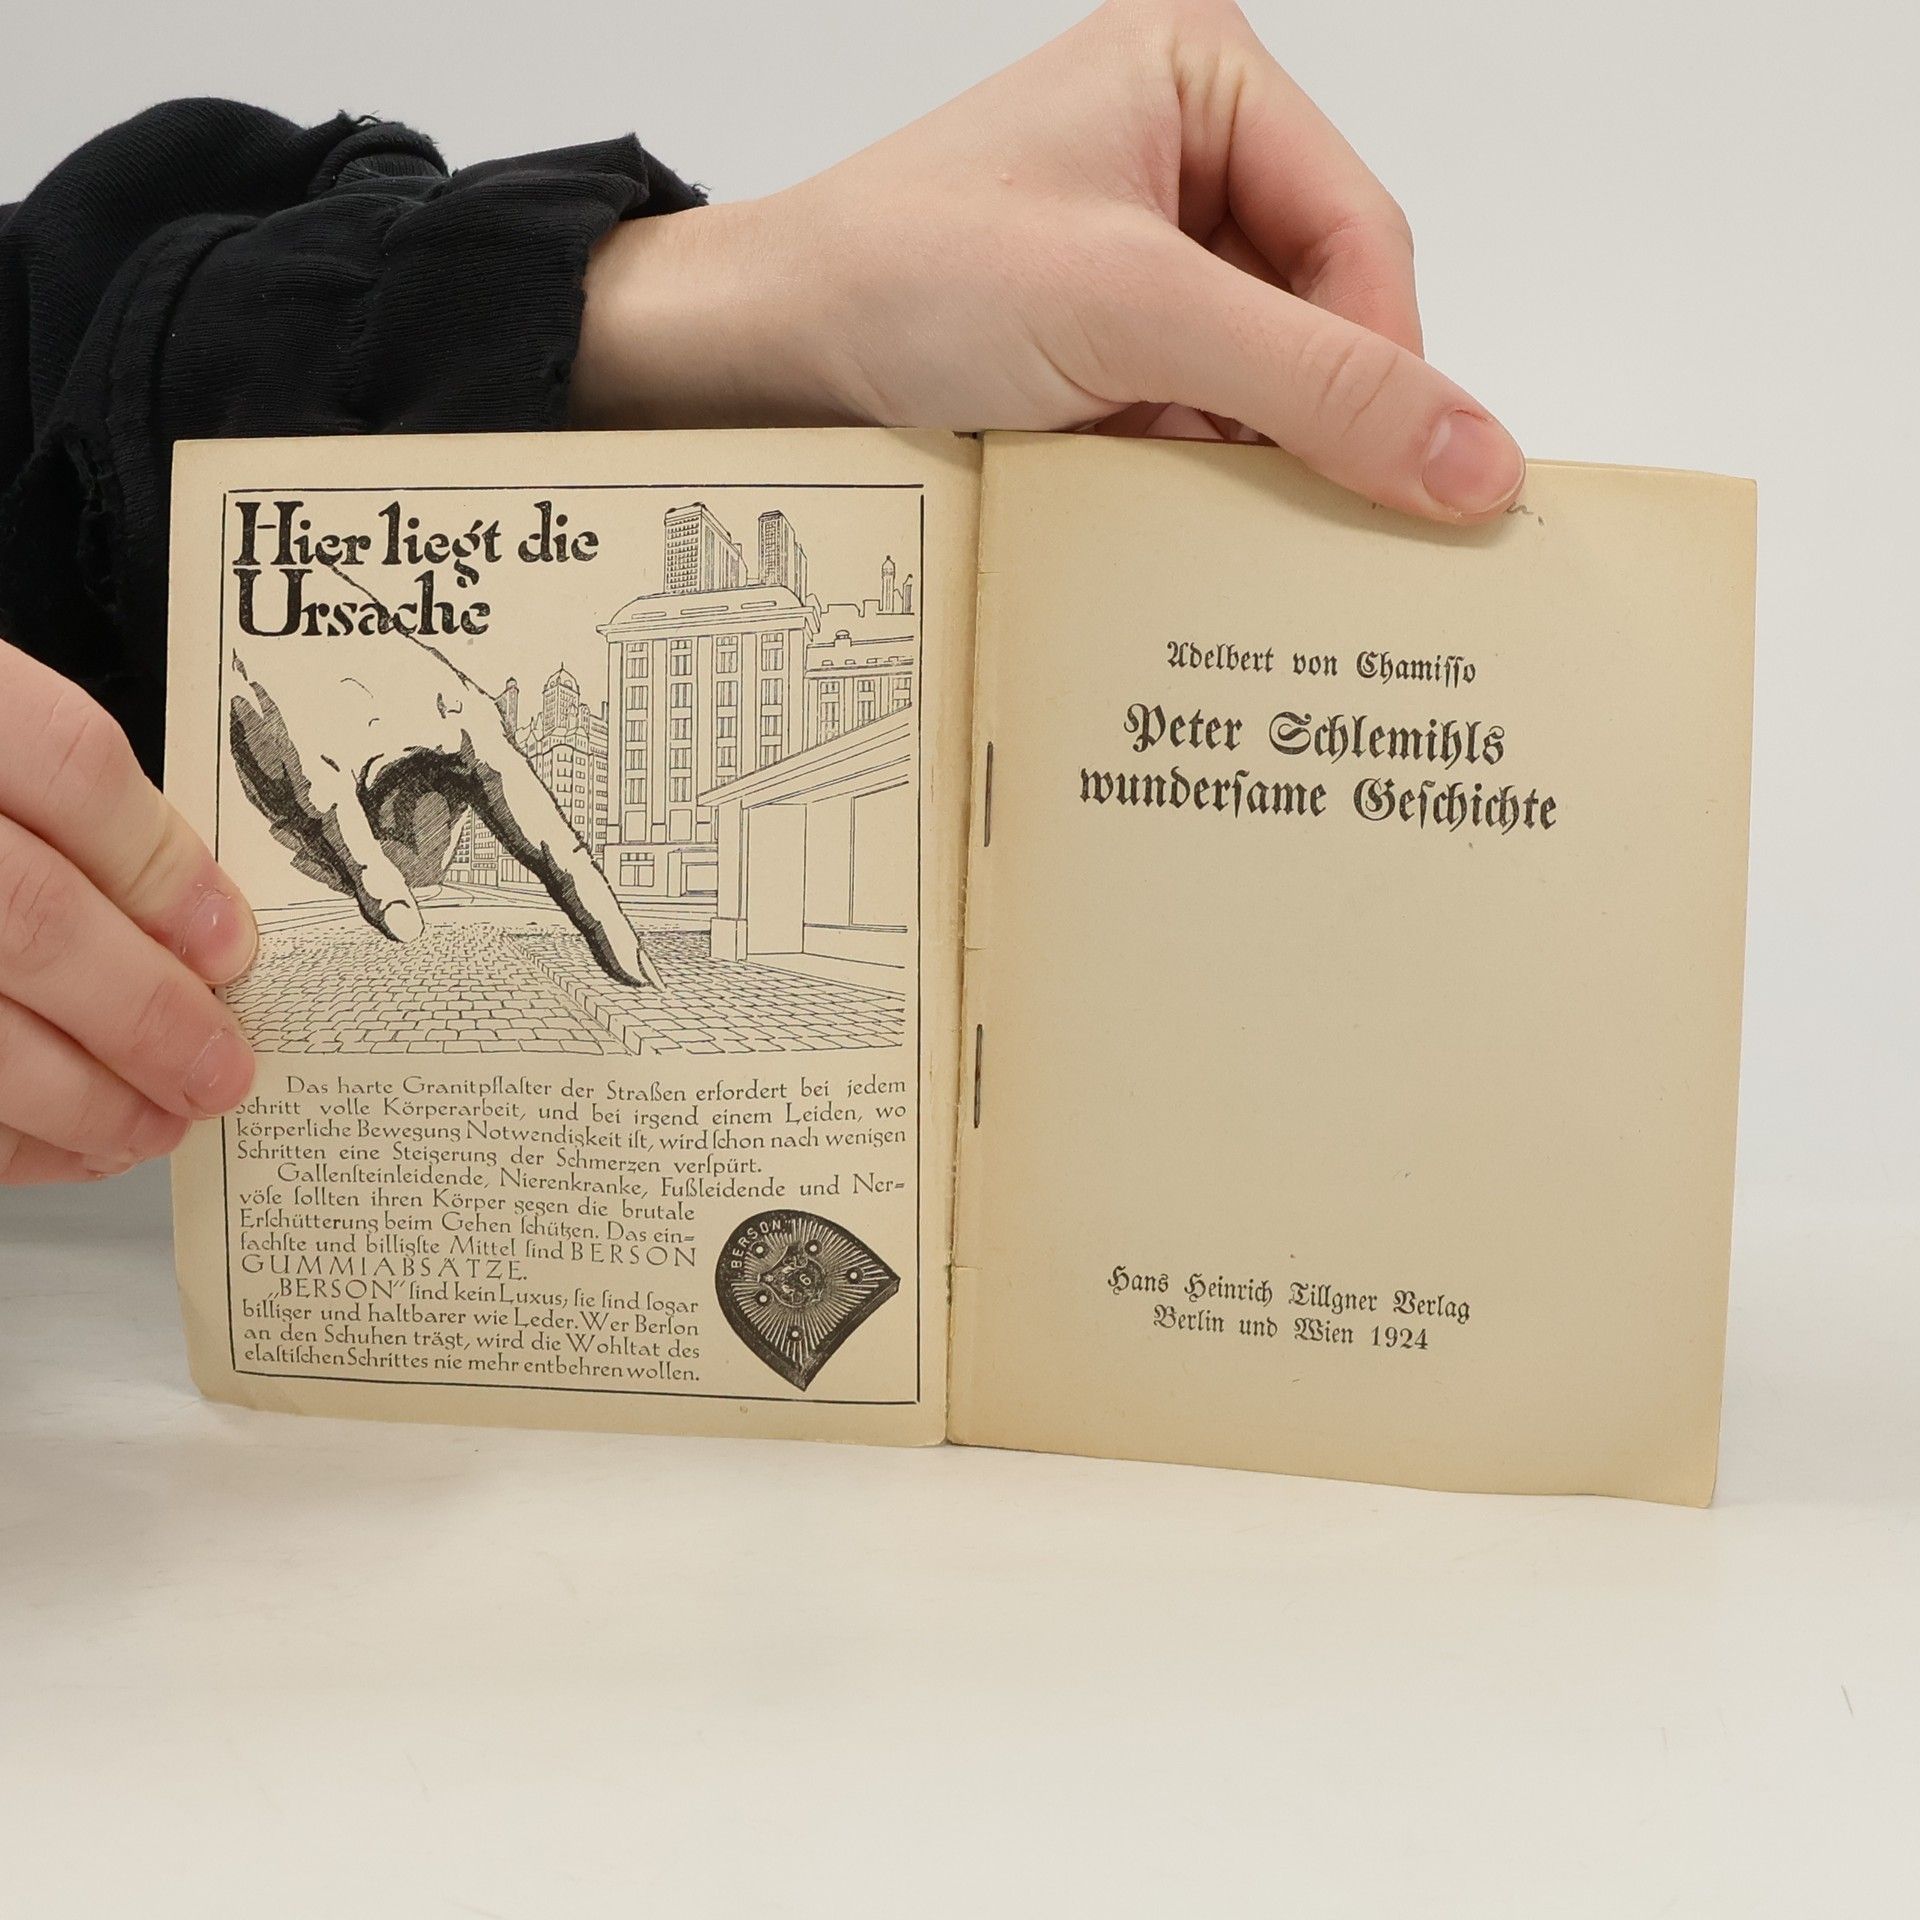 Hier liegt die
Ursache
Das harte Granitpflaſter der Straßen erfordert bei jedem
Schritt volle Körperarbeit, und bei irgend einem Leiden, wo
körperliche Bewegung Notwendigkeit iſt, wird ſchon nach wenigen
Schritten eine Steigerung der Schmerzen verſpürt.
Gallenſteinleidende, Nierenkranke, Fußleidende und Ner=
vöſe ſollten ihren Körper gegen die brutale
Erſchütterung beim Gehen ſchützen. Das ein=
fachſte und billigſte Mittel ſind BERSON
GUMMIABSÄTZE.
„BERSON“ ſind kein Luxus; ſie ſind ſogar
billiger und haltbarer wie Leder. Wer Berſon
an den Schuhen trägt, wird die Wohltat des
elaſtiſchen Schrittes nie mehr entbehren wollen.
BERSON
6
Adelbert von Chamiſſo
Peter Schlemihls
wunderſame Geſchichte
Hans Heinrich Tillgner Verlag
Berlin und Wien 1924